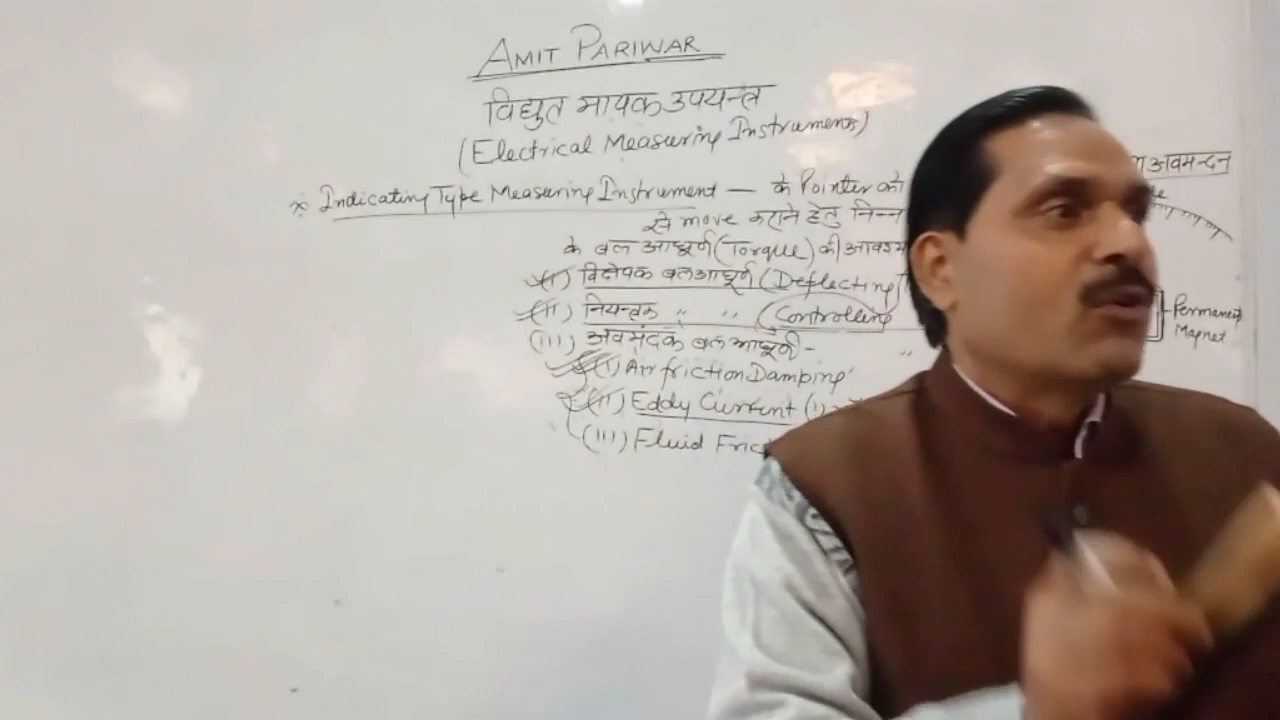 AMIT PARIWAR
विद्युत मापक उपयन्त्र
(Electrical Measuring Instruments)
* Indicating Type Measuring Instrument — के Pointer को
से move कराने हेतु निम्न
के बल आघूर्ण (Torque) की आवश्य
(i) विक्षेपक बलआघूर्ण (Deflecting)
(ii) नियन्त्रक " " (Controlling
(iii) अवमंदक बल आघूर्ण - "
(i) Air friction Damping
(ii) Eddy Current (i)
(iii) Fluid Fric
अवमन्दन
Permanent
Magnet